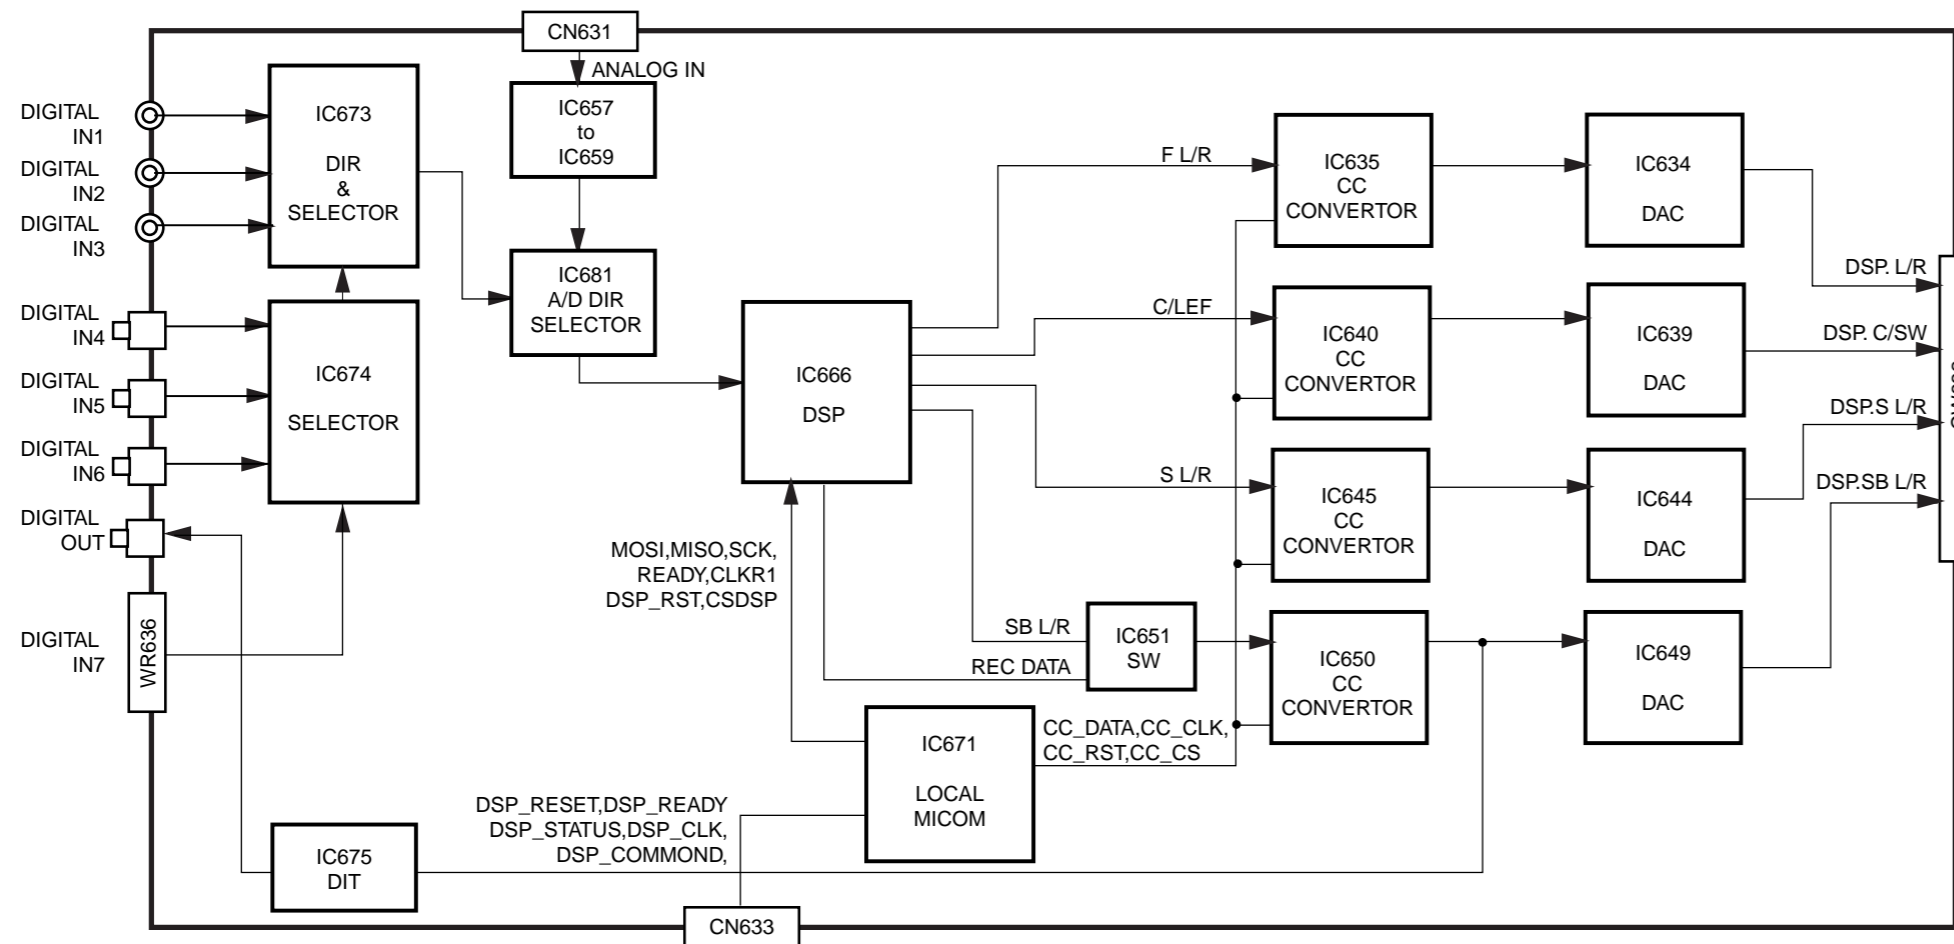 CN631
ANALOG IN
DIGITAL
IN1
DIGITAL
IN2
DIGITAL
IN3
DIGITAL
IN4
DIGITAL
IN5
DIGITAL
IN6
DIGITAL
OUT
DIGITAL
IN7
WR636
IC673
DIR
&
SELECTOR
IC674
SELECTOR
IC657
to
IC659
IC681
A/D DIR
SELECTOR
IC666
DSP
MOSI,MISO,SCK,
READY,CLKR1
DSP_RST,CSDSP
F L/R
C/LEF
S L/R
SB L/R
REC DATA
IC651
SW
IC635
CC
CONVERTOR
IC640
CC
CONVERTOR
IC645
CC
CONVERTOR
IC650
CC
CONVERTOR
IC634
DAC
IC639
DAC
IC644
DAC
IC649
DAC
DSP. L/R
DSP. C/SW
DSP.S L/R
DSP.SB L/R
IC671
LOCAL
MICOM
CC_DATA,CC_CLK,
CC_RST,CC_CS
DSP_RESET,DSP_READY
DSP_STATUS,DSP_CLK,
DSP_COMMOND,
IC675
DIT
CN633